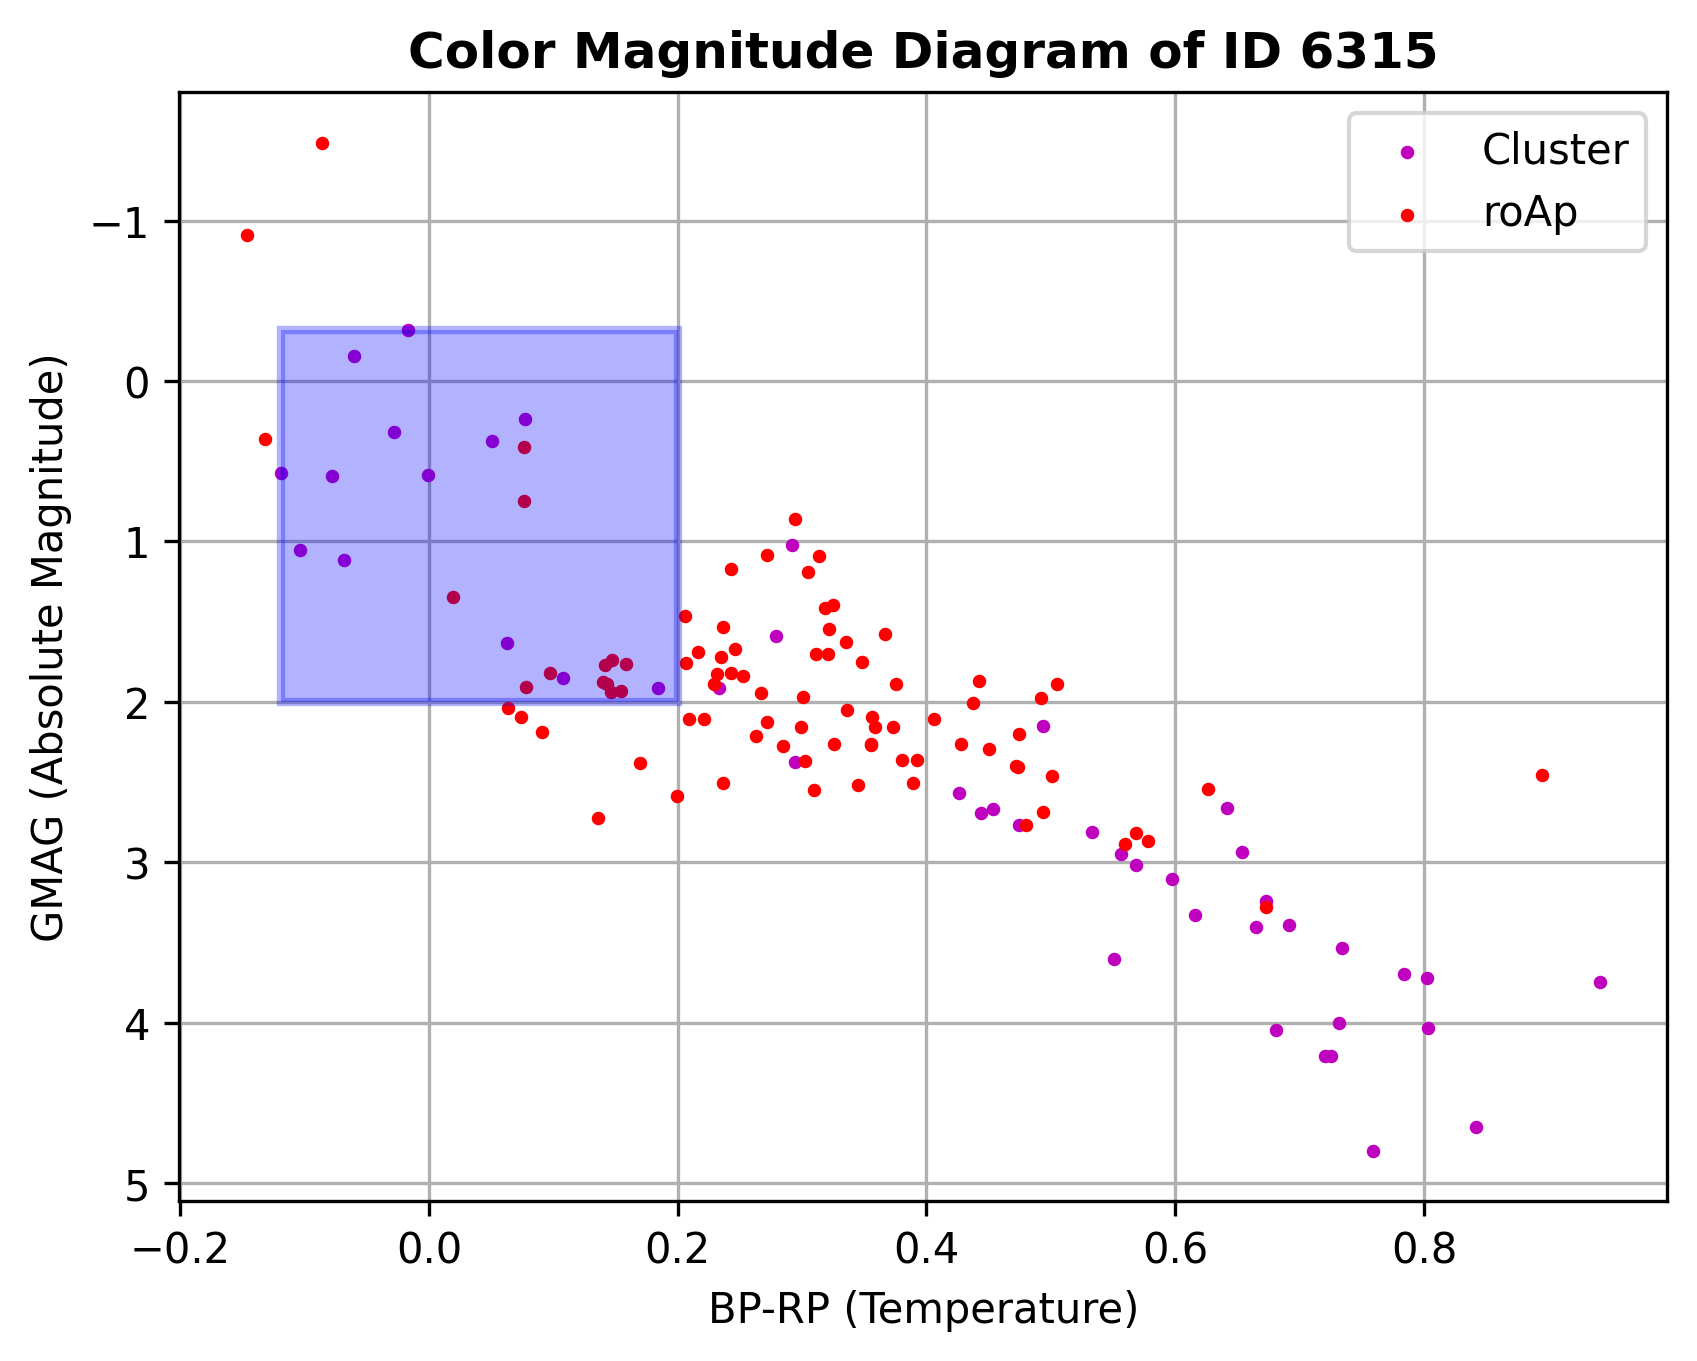 Color Magnitude Diagram of ID 6315
Cluster
roAp
GMAG (Absolute Magnitude)
−1
0
1
2
3
4
5
−0.2 0.0 0.2 0.4 0.6 0.8
BP-RP (Temperature)